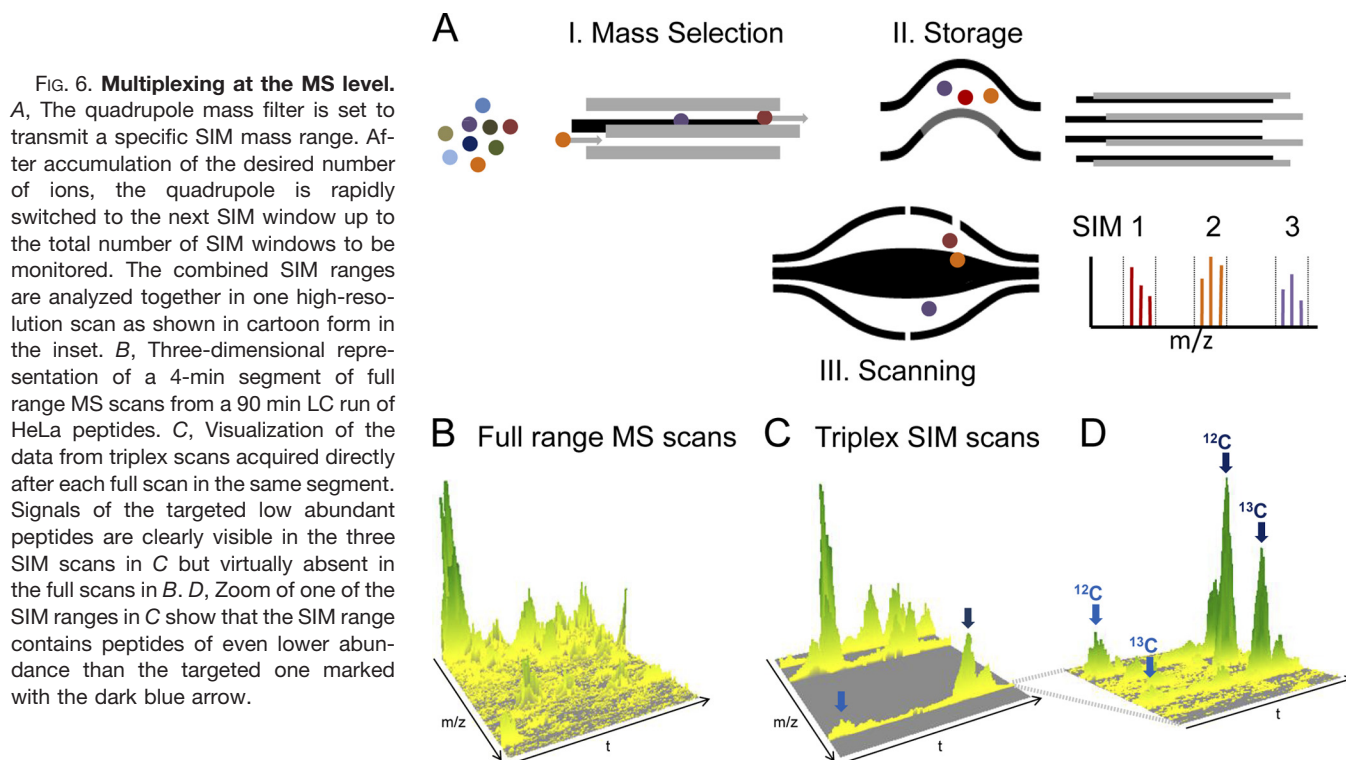 FIG. 6. Multiplexing at the MS level.
A, The quadrupole mass filter is set to
transmit a specific SIM mass range. Af-
ter accumulation of the desired number
of ions, the quadrupole is rapidly
switched to the next SIM window up to
the total number of SIM windows to be
monitored. The combined SIM ranges
are analyzed together in one high-reso-
lution scan as shown in cartoon form in
the inset. B, Three-dimensional repre-
sentation of a 4-min segment of full
range MS scans from a 90 min LC run of
HeLa peptides. C, Visualization of the
data from triplex scans acquired directly
after each full scan in the same segment.
Signals of the targeted low abundant
peptides are clearly visible in the three
SIM scans in C but virtually absent in
the full scans in B. D, Zoom of one of the
SIM ranges in C show that the SIM range
contains peptides of even lower abun-
dance than the targeted one marked
with the dark blue arrow.
A
I. Mass Selection
II. Storage
SIM 1 2 3
m/z
III. Scanning
B Full range MS scans
m/z
t
C Triplex SIM scans
m/z
t
D
¹²C
¹³C
¹²C
¹³C
t